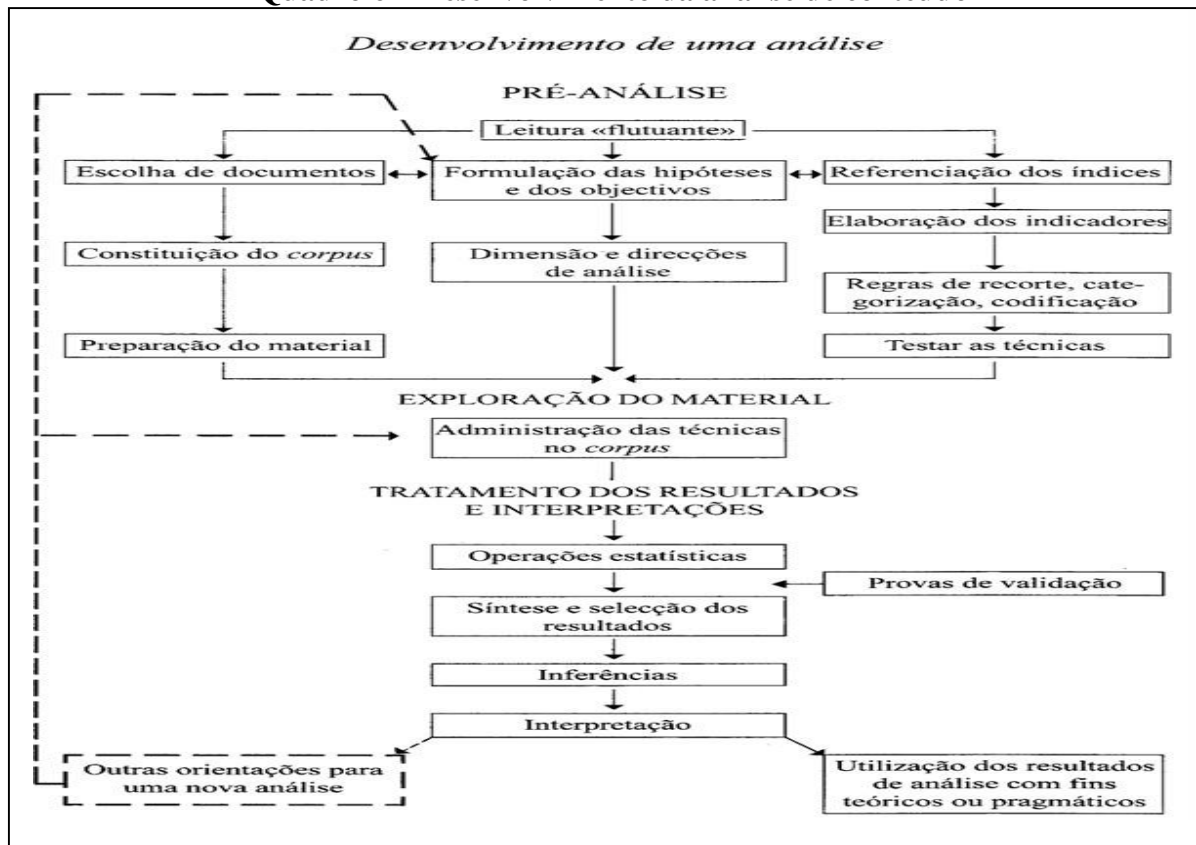 Desenvolvimento de uma análise
PRÉ-ANÁLISE
Leitura «flutuante»
Escolha de documentos
Formulação das hipóteses
e dos objectivos
Referenciação dos índices
Elaboração dos indicadores
Constituição do corpus
Dimensão e direcções
de análise
Regras de recorte, cate-
gorização, codificação
Preparação do material
Testar as técnicas
EXPLORAÇÃO DO MATERIAL
Administração das técnicas
no corpus
TRATAMENTO DOS RESULTADOS
E INTERPRETAÇÕES
Operações estatísticas
Provas de validação
Síntese e selecção dos
resultados
Inferências
Interpretação
Outras orientações para
uma nova análise
Utilização dos resultados
de análise com fins
teóricos ou pragmáticos